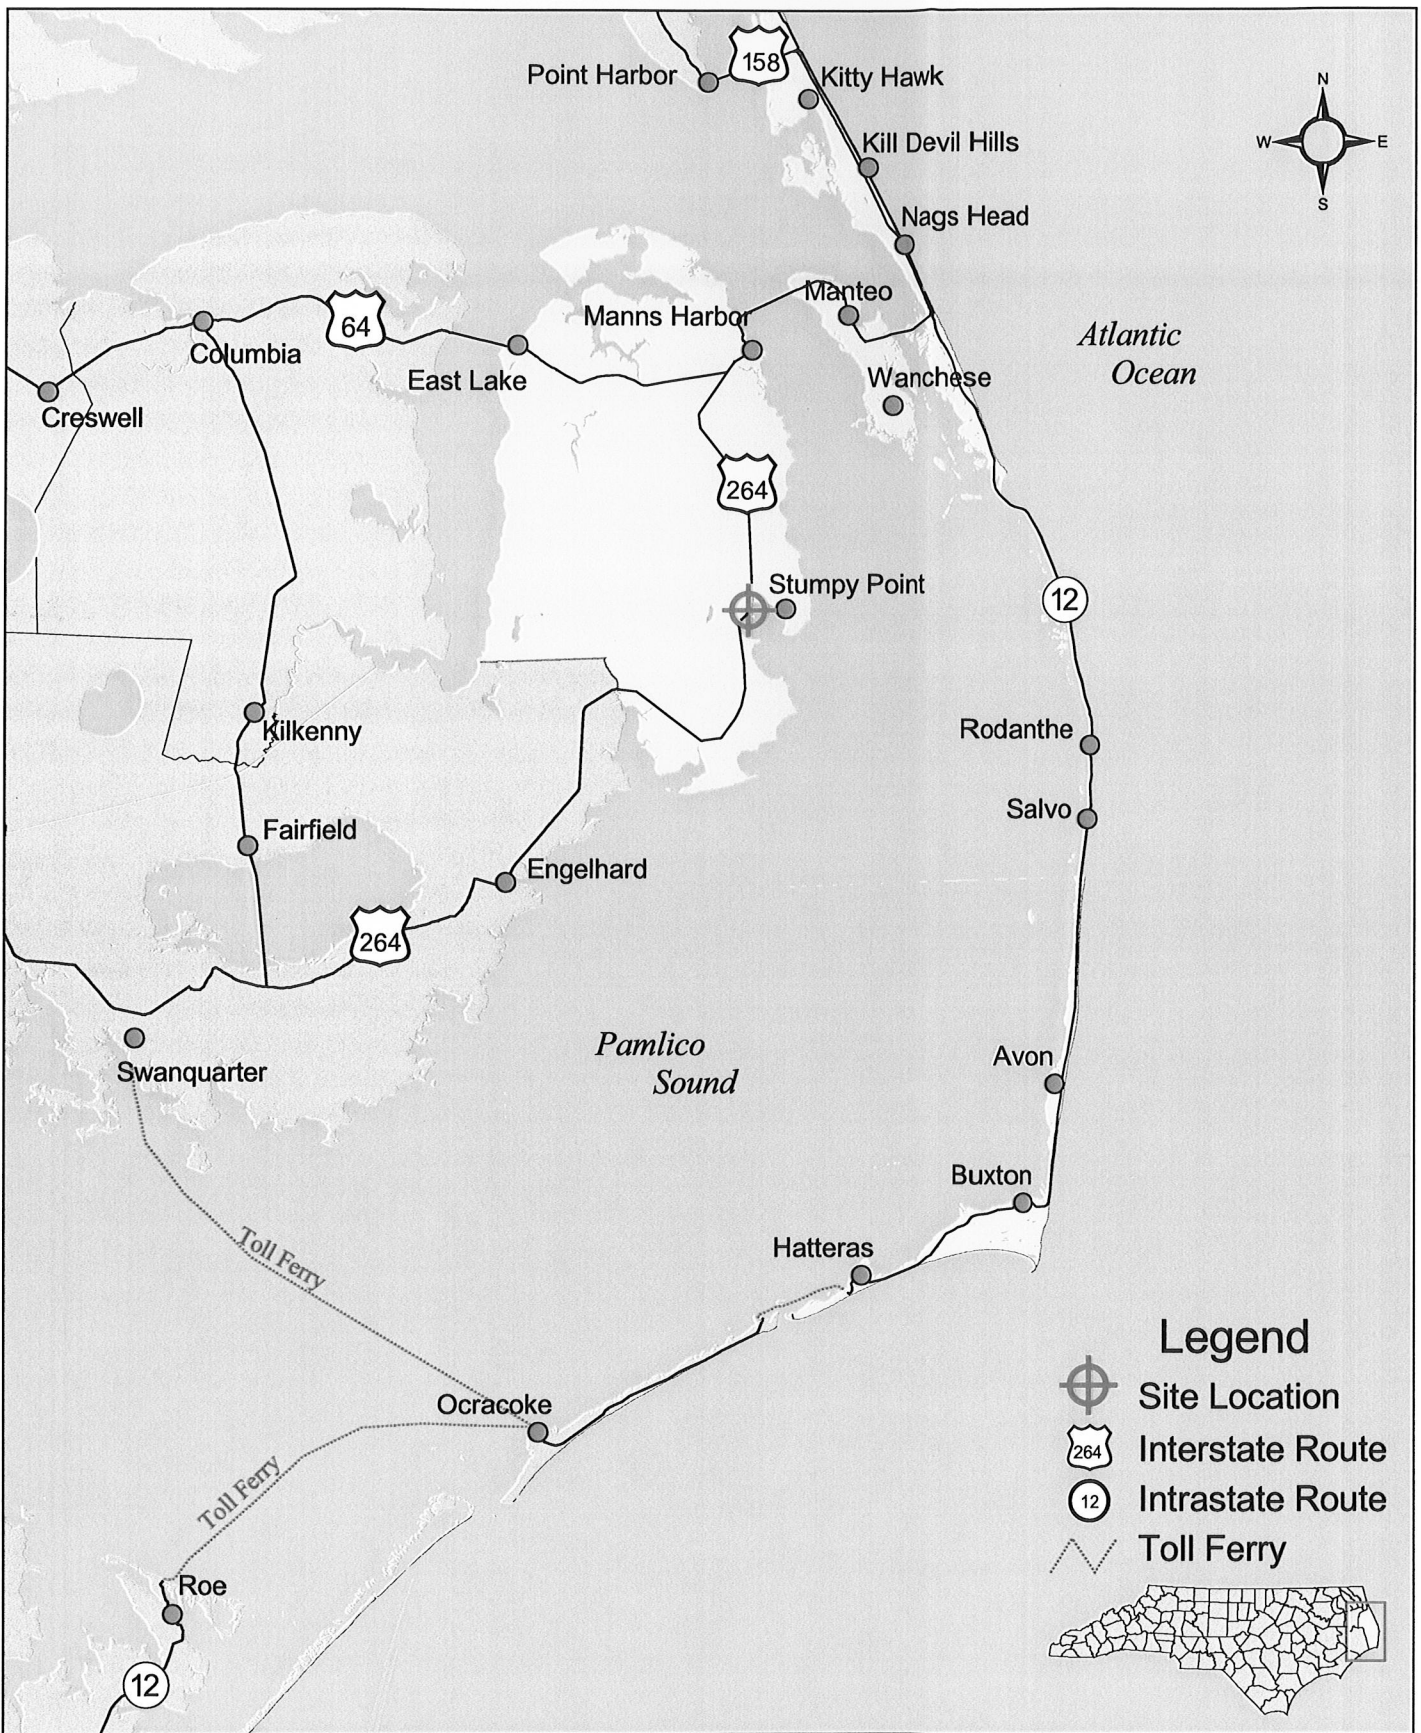 158
Point Harbor
Kitty Hawk
N
W
E
S
Kill Devil Hills
Nags Head
Manteo
Manns Harbor
64
Columbia
East Lake
Atlantic
Ocean
Wanchese
Creswell
264
Stumpy Point
12
Kilkenny
Rodanthe
Salvo
Fairfield
Engelhard
264
Swanquarter
Pamlico
Sound
Avon
Buxton
Hatteras
Toll Ferry
Ocracoke
Toll Ferry
Roe
12
Legend
Site Location
264
Interstate Route
12
Intrastate Route
Toll Ferry